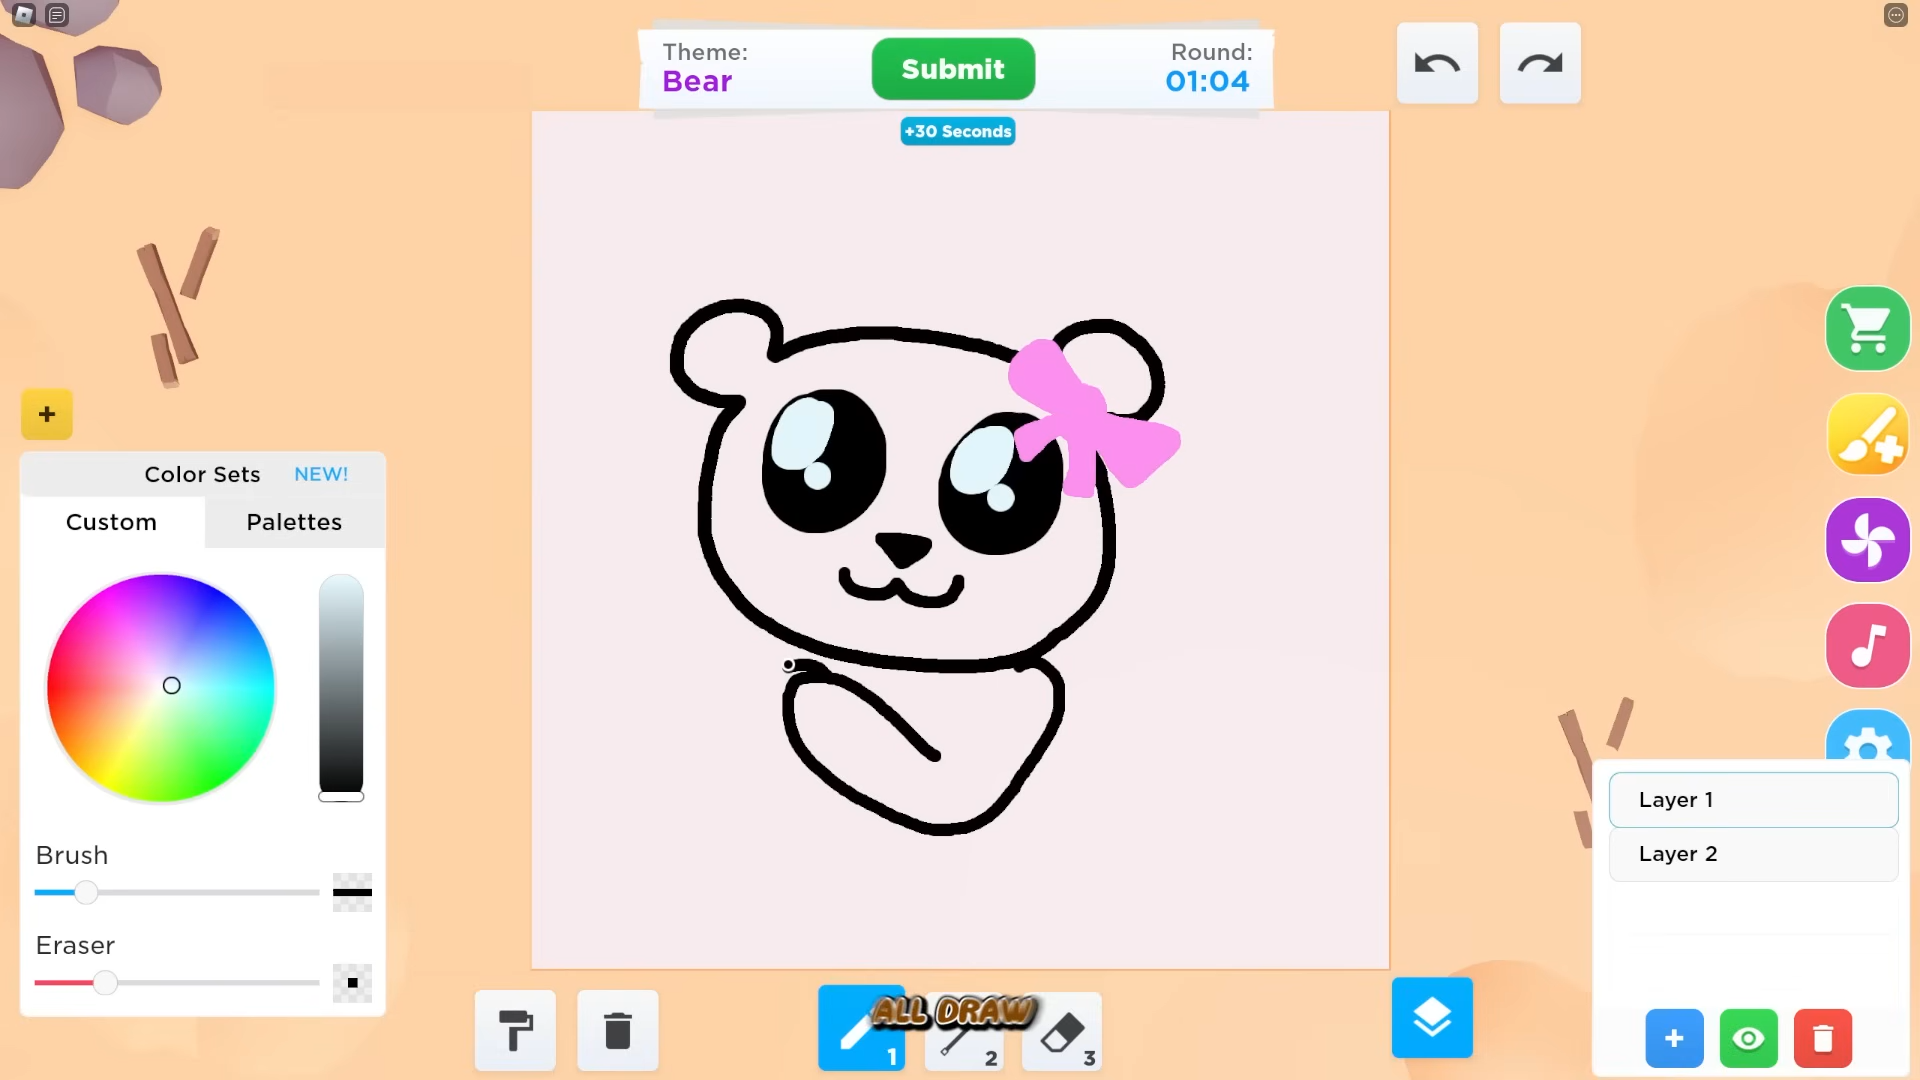 Theme:
Bear
Submit
Round:
01:04
+30 Seconds
+
Color Sets NEW!
Custom
Palettes
Brush
Eraser
Layer 1
Layer 2
ALL DRAW
1
2
3
+